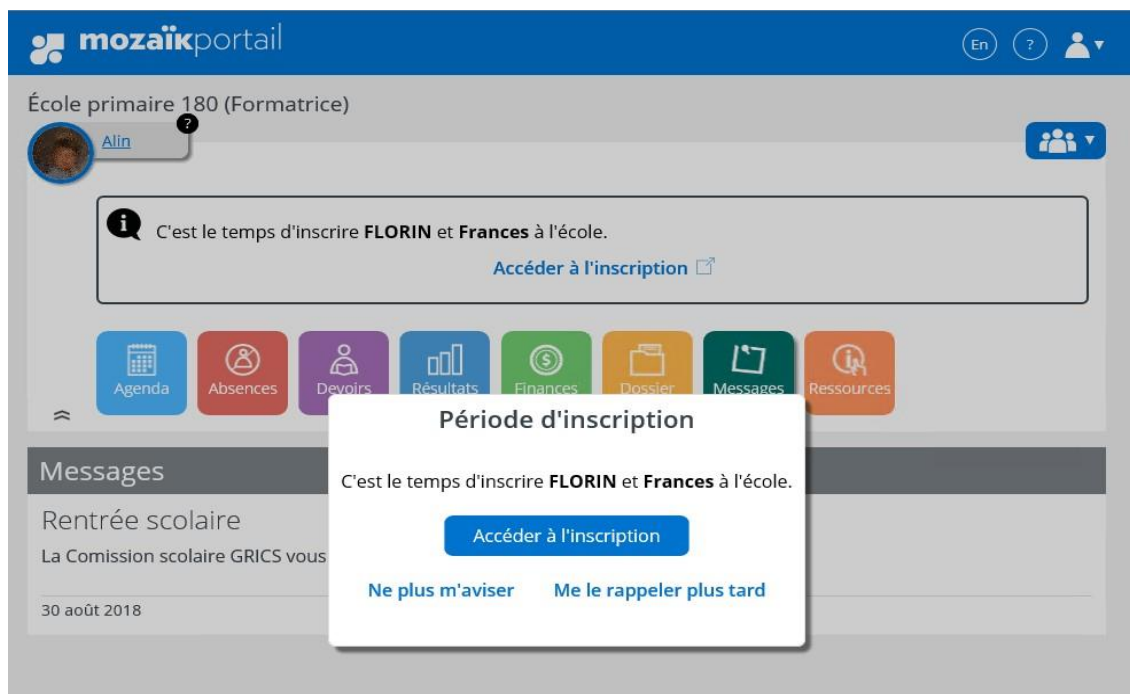 mozaïkportail
En ?
École primaire 180 (Formatrice)
Alin ?
C'est le temps d'inscrire FLORIN et Frances à l'école.
Accéder à l'inscription
Agenda Absences Devoirs Résultats Finances Dossier Messages Ressources
Période d'inscription
C'est le temps d'inscrire FLORIN et Frances à l'école.
Accéder à l'inscription
Ne plus m'aviser Me le rappeler plus tard
Messages
Rentrée scolaire
La Comission scolaire GRICS vous
30 août 2018